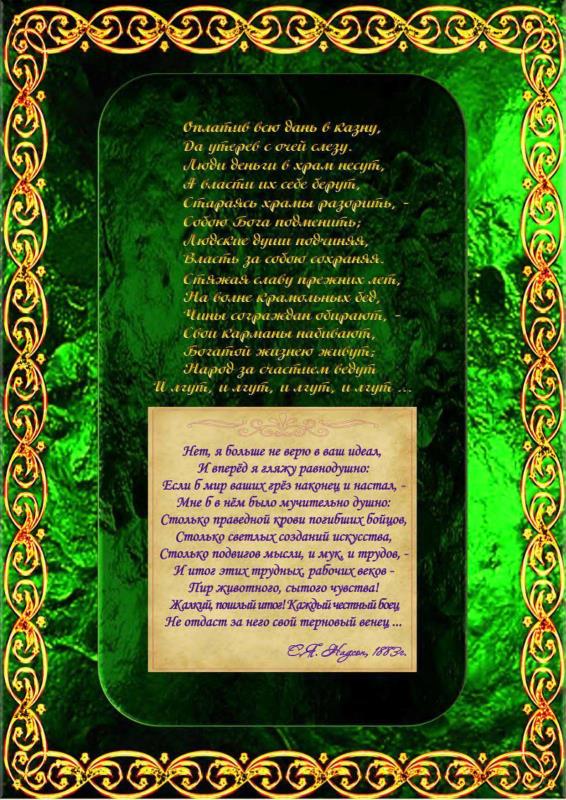 Оплатив всю дань в казну,
Да утерев с очей слезу.
Люди деньги в храм несут,
А власти их себе берут,
Стараясь храмы разорить, -
Собою Бога подменить;
Людские души подчиняя,
Власть за собою сохраняя.
Стяжая славу прежних лет,
На волне крамольных бед,
Чины сограждан обирают, -
Свои карманы набивают,
Богатой жизнею живут;
Народ за счастием ведут
И лгут, и лгут, и лгут, и лгут ...
Нет, я больше не верю в ваш идеал,
И вперёд я гляжу равнодушно:
Если б мир ваших грёз наконец и настал, -
Мне б в нём было мучительно душно:
Столько праведной крови погибших бойцов,
Столько светлых созданий искусства,
Столько подвигов мысли, и мук, и трудов, -
И итог этих трудных, рабочих веков -
Пир животного, сытого чувства!
Жалкий, пошлый итог! Каждый честный боец
Не отдаст за него свой терновый венец ...
С.Я. Надсон, 1883г.